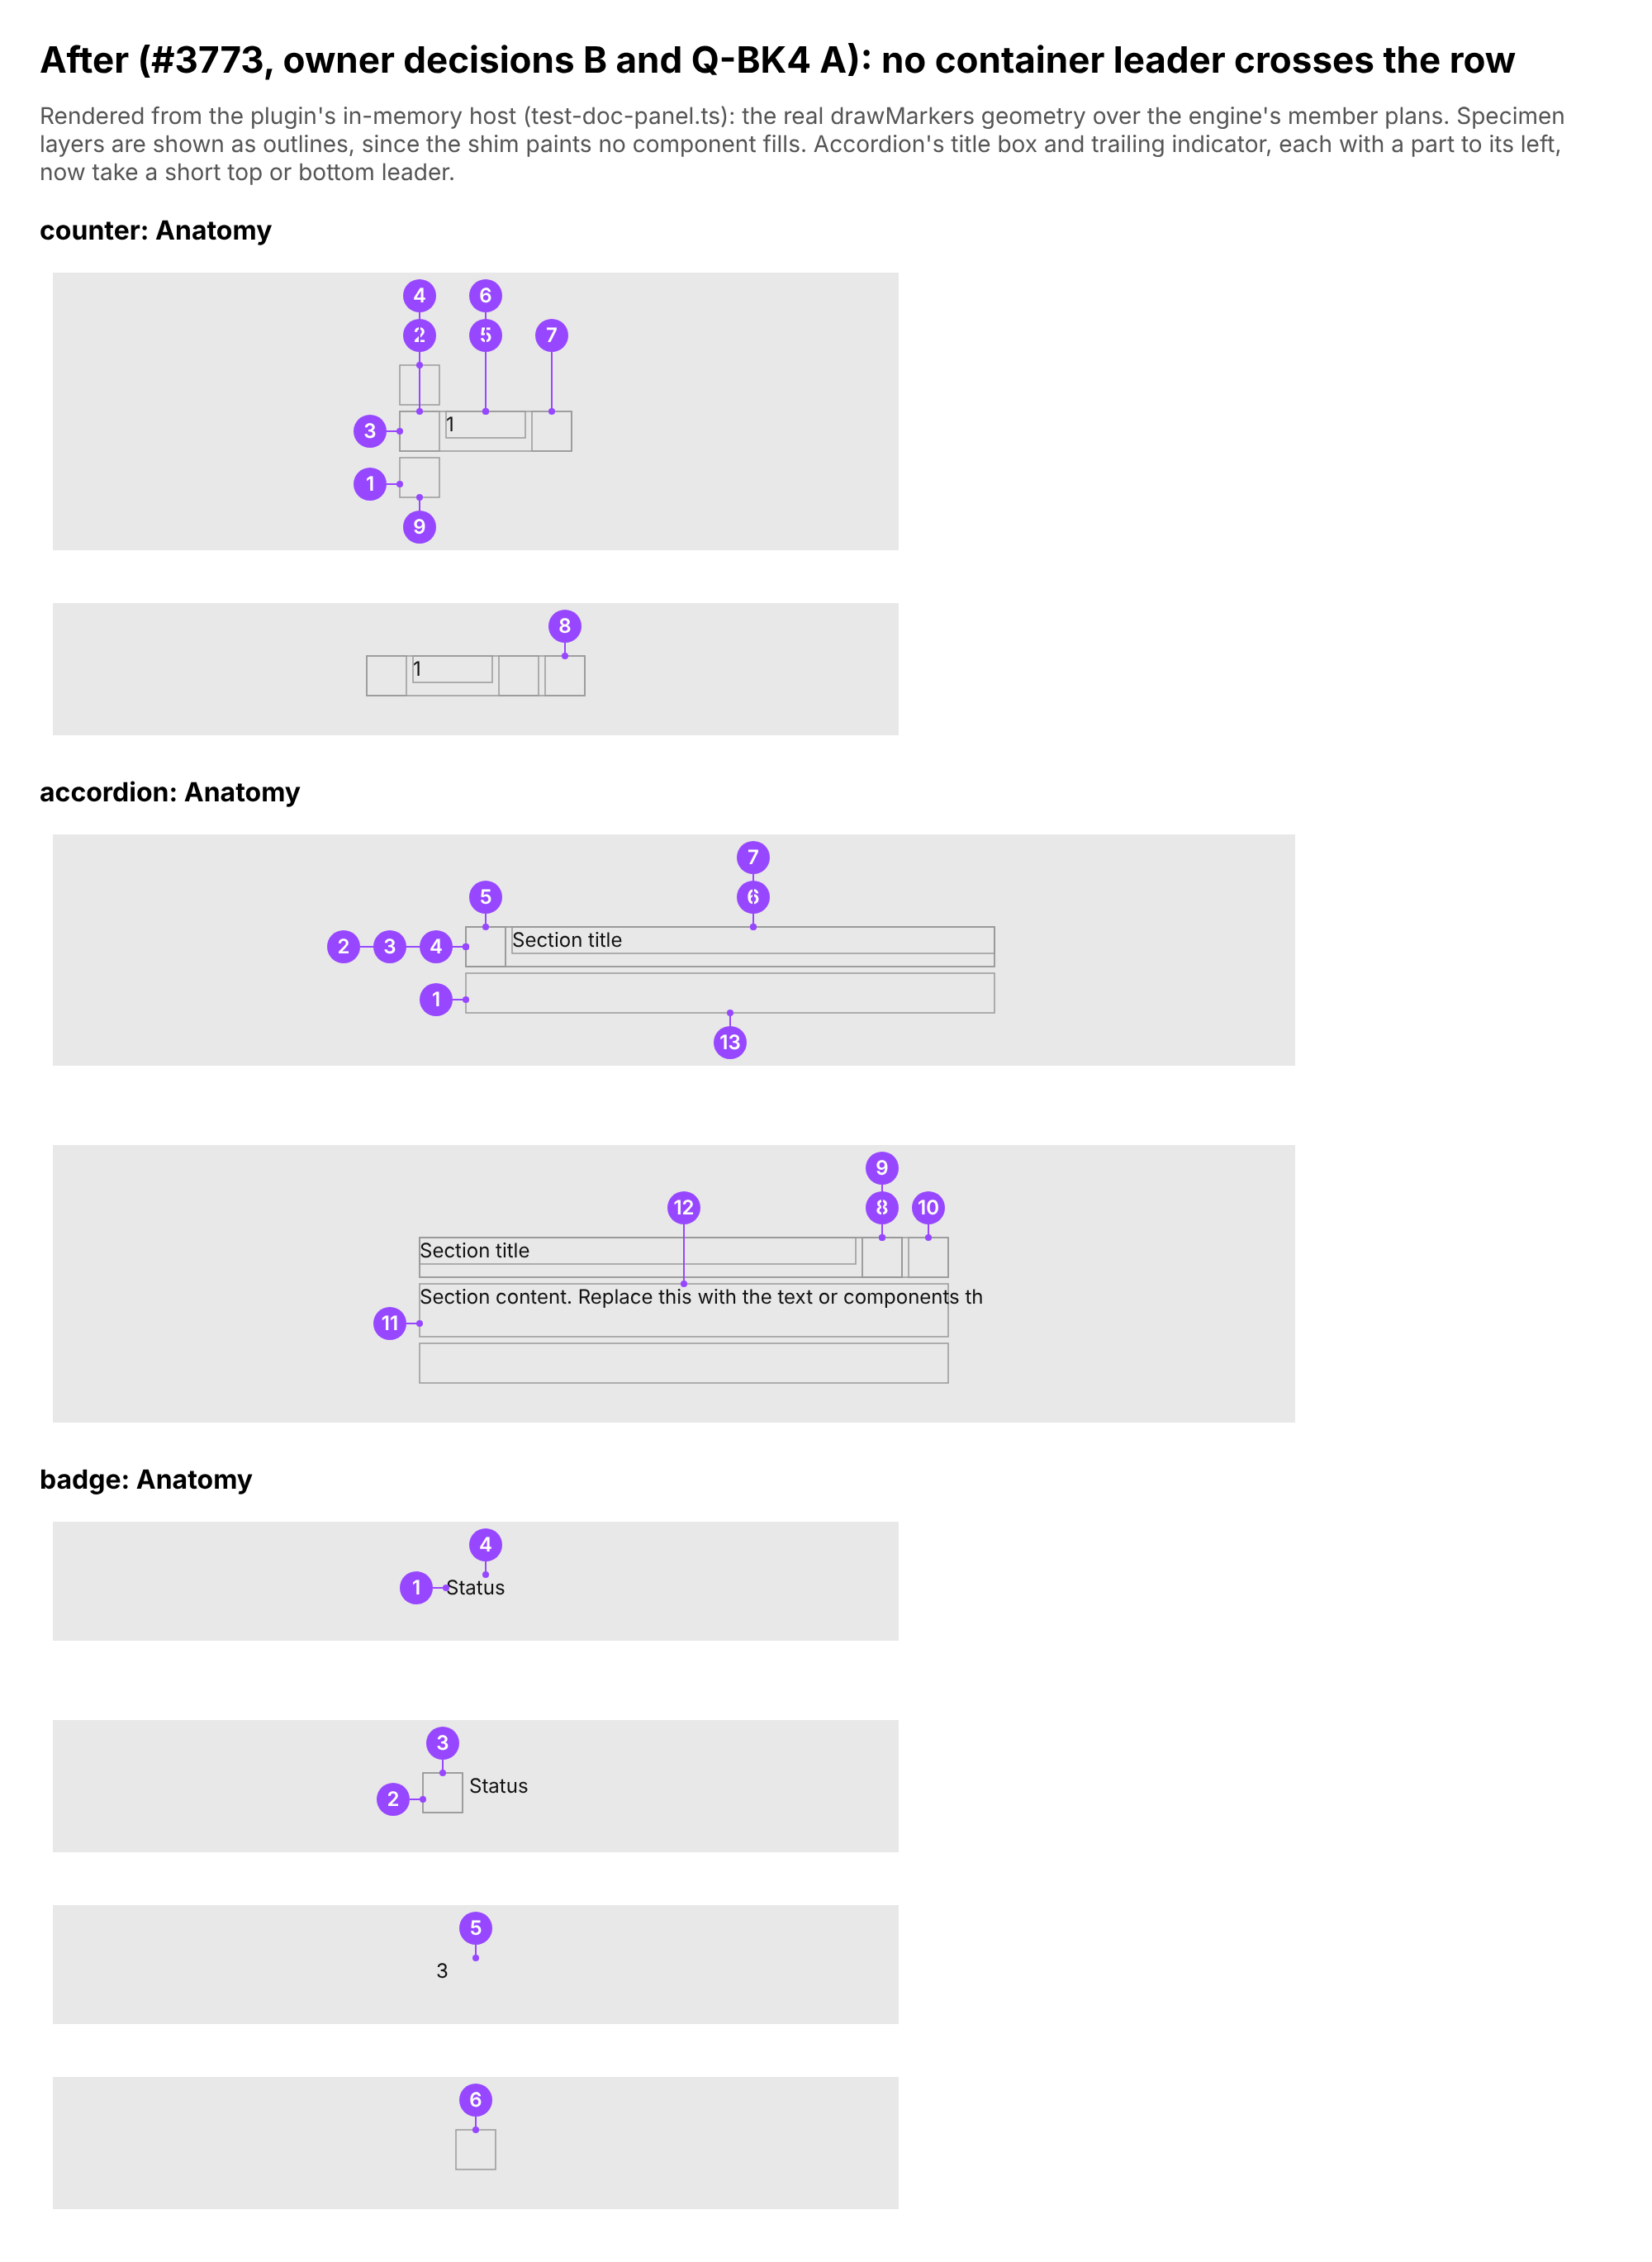 After (#3773, owner decisions B and Q-BK4 A): no container leader crosses the row
Rendered from the plugin's in-memory host (test-doc-panel.ts): the real drawMarkers geometry over the engine's member plans. Specimen
layers are shown as outlines, since the shim paints no component fills. Accordion's title box and trailing indicator, each with a part to its left,
now take a short top or bottom leader.
counter: Anatomy
4 6
2 5 7
3 1
1
9
8
1
accordion: Anatomy
7
5 6
2 3 4 Section title
1
13
9
12 8 10
Section title
Section content. Replace this with the text or components th
11
badge: Anatomy
4
1 Status
3
2 Status
5
3
6